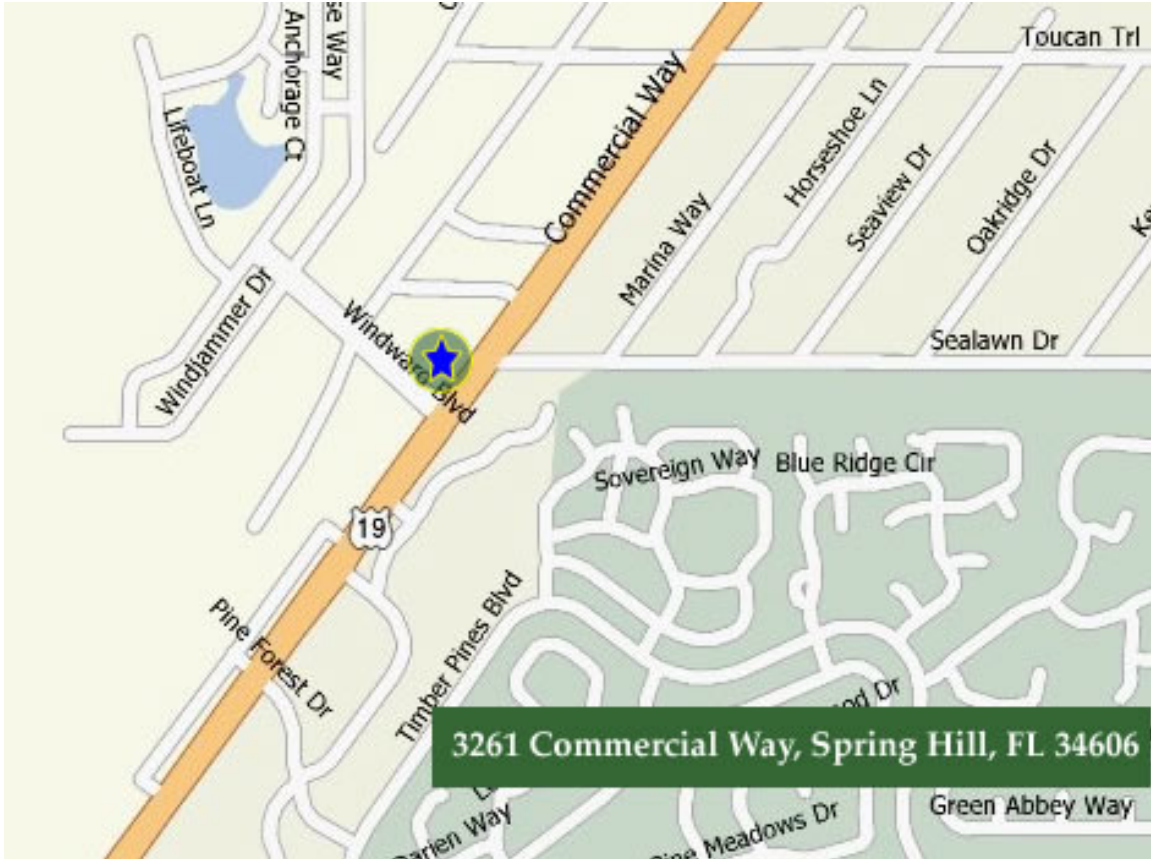 Anchorage Ct
Toucan Trl
Lifeboat Ln
Commercial Way
Horseshoe Ln
Seaview Dr
Oakridge Dr
Marina Way
Windjammer Dr
Windward Blvd
Sealawn Dr
Sovereign Way
Blue Ridge Cir
19
Pine Forest Dr
Timber Pines Blvd
3261 Commercial Way, Spring Hill, FL 34606
Green Abbey Way
Way
Meadows Dr